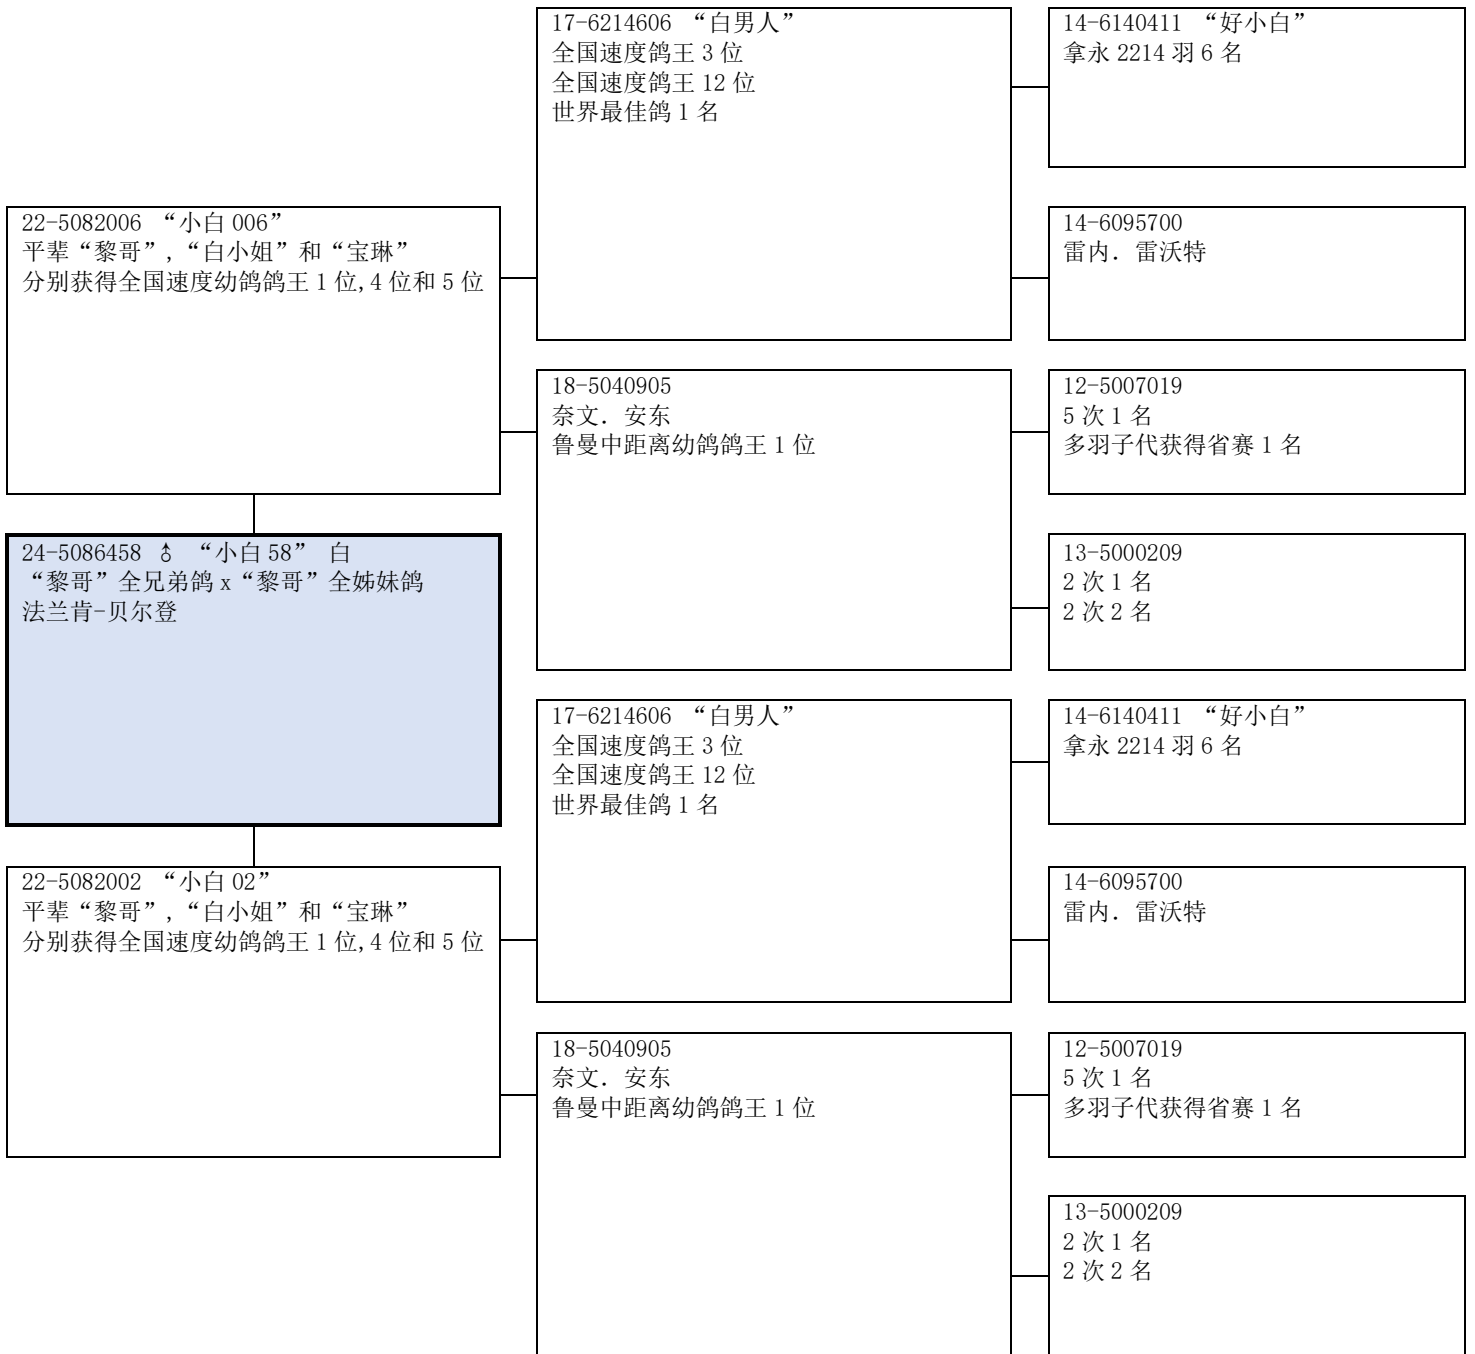 17-6214606 “白男人”
全国速度鸽王 3 位
全国速度鸽王 12 位
世界最佳鸽 1 名
14-6140411 “好小白”
拿永 2214 羽 6 名
22-5082006 “小白 006”
平辈“黎哥”,“白小姐”和“宝琳”
分别获得全国速度幼鸽鸽王 1 位,4 位和 5 位
14-6095700
雷内. 雷沃特
18-5040905
奈文. 安东
鲁曼中距离幼鸽鸽王 1 位
12-5007019
5 次 1 名
多羽子代获得省赛 1 名
24-5086458 ♂ “小白 58” 白
“黎哥”全兄弟鸽 x“黎哥”全姊妹鸽
法兰肯-贝尔登
13-5000209
2 次 1 名
2 次 2 名
17-6214606 “白男人”
全国速度鸽王 3 位
全国速度鸽王 12 位
世界最佳鸽 1 名
14-6140411 “好小白”
拿永 2214 羽 6 名
22-5082002 “小白 02”
平辈“黎哥”,“白小姐”和“宝琳”
分别获得全国速度幼鸽鸽王 1 位,4 位和 5 位
14-6095700
雷内. 雷沃特
18-5040905
奈文. 安东
鲁曼中距离幼鸽鸽王 1 位
12-5007019
5 次 1 名
多羽子代获得省赛 1 名
13-5000209
2 次 1 名
2 次 2 名